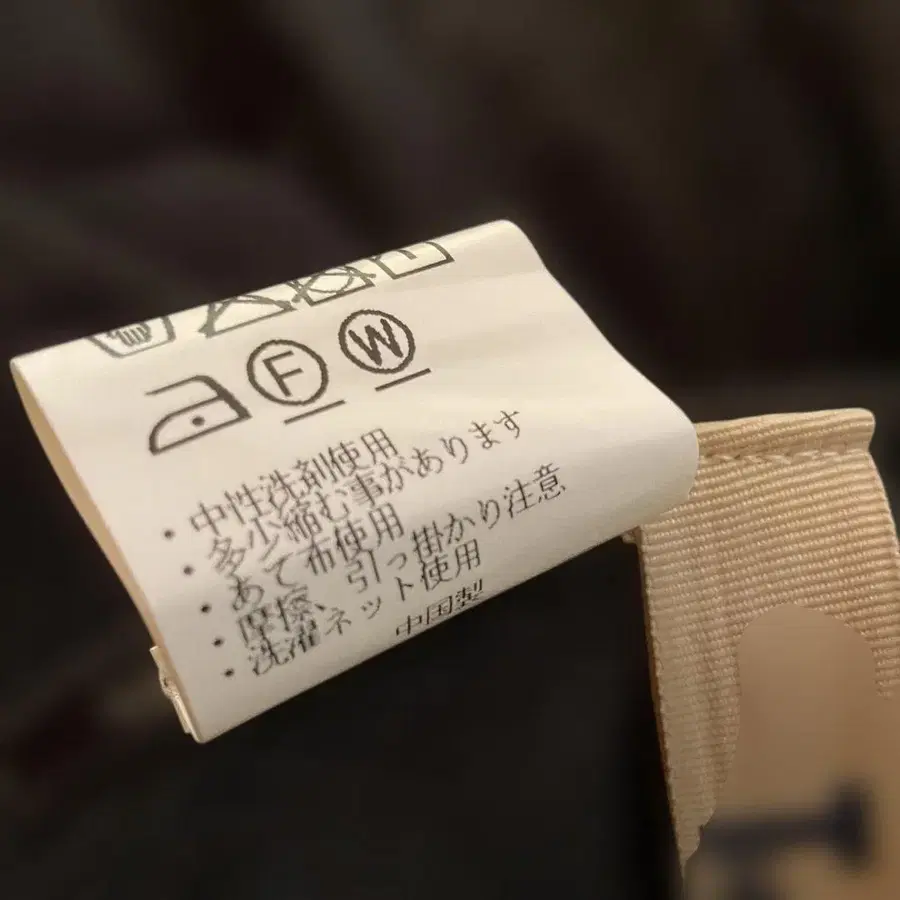 F W
・中性洗剤使用
・多少縮む事があります
・あて布使用
・摩擦、引っ掛かり注意
・洗濯ネット使用
中国製